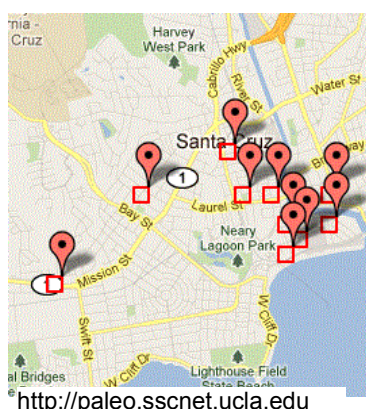 rnia -
Cruz
Harvey
West Park
Cabrillo Hwy
River St
Water St
Santa Cruz
1
Laurel St
Bay St
Neary
Lagoon Park
Mission St
1
Swift St
W Cliff Dr
W Cliff Dr
al Bridges
Lighthouse Field
State Beach
http://paleo.sscnet.ucla.edu